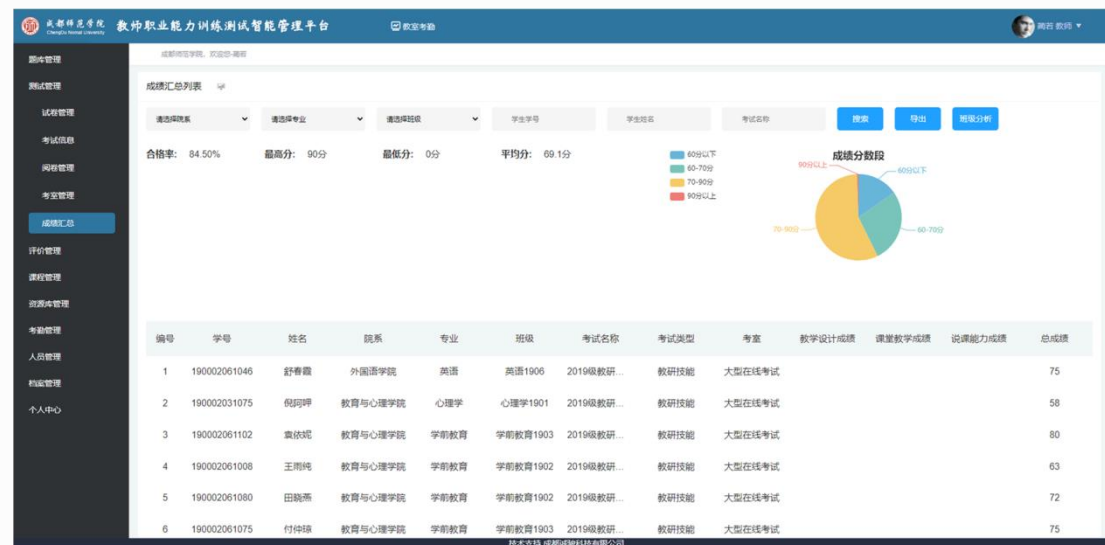 成都师范学院 教师职业能力训练测试智能管理平台 教室考勤 蔺若 教师
ChengDu Normal University
题库管理
测试管理
试卷管理
考试信息
阅卷管理
考室管理
成绩汇总
评价管理
课程管理
资源库管理
考勤管理
人员管理
档案管理
个人中心
成都师范学院, 欢迎您-蔺若
成绩汇总列表
请选择院系 请选择专业 请选择班级 学生学号 学生姓名 考试名称 搜索 导出 班级分析
合格率: 84.50% 最高分: 90分 最低分: 0分 平均分: 69.1分
60分以下
60-70分
70-90分
90分以上
成绩分数段
90分以上 60分以下
70-90分 60-70分
编号 学号 姓名 院系 专业 班级 考试名称 考试类型 考室 教学设计成绩 课堂教学成绩 说课能力成绩 总成绩
1 190002061046 舒春霞 外国语学院 英语 英语1906 2019级教研... 教研技能 大型在线考试 75
2 190002031075 倪阿呷 教育与心理学院 心理学 心理学1901 2019级教研... 教研技能 大型在线考试 58
3 190002061102 袁依妮 教育与心理学院 学前教育 学前教育1903 2019级教研... 教研技能 大型在线考试 80
4 190002061008 王雨纯 教育与心理学院 学前教育 学前教育1902 2019级教研... 教研技能 大型在线考试 63
5 190002061080 田晓燕 教育与心理学院 学前教育 学前教育1902 2019级教研... 教研技能 大型在线考试 72
6 190002061075 付仲琼 教育与心理学院 学前教育 学前教育1903 2019级教研... 教研技能 大型在线考试 75
技术支持 成都诚骏科技有限公司